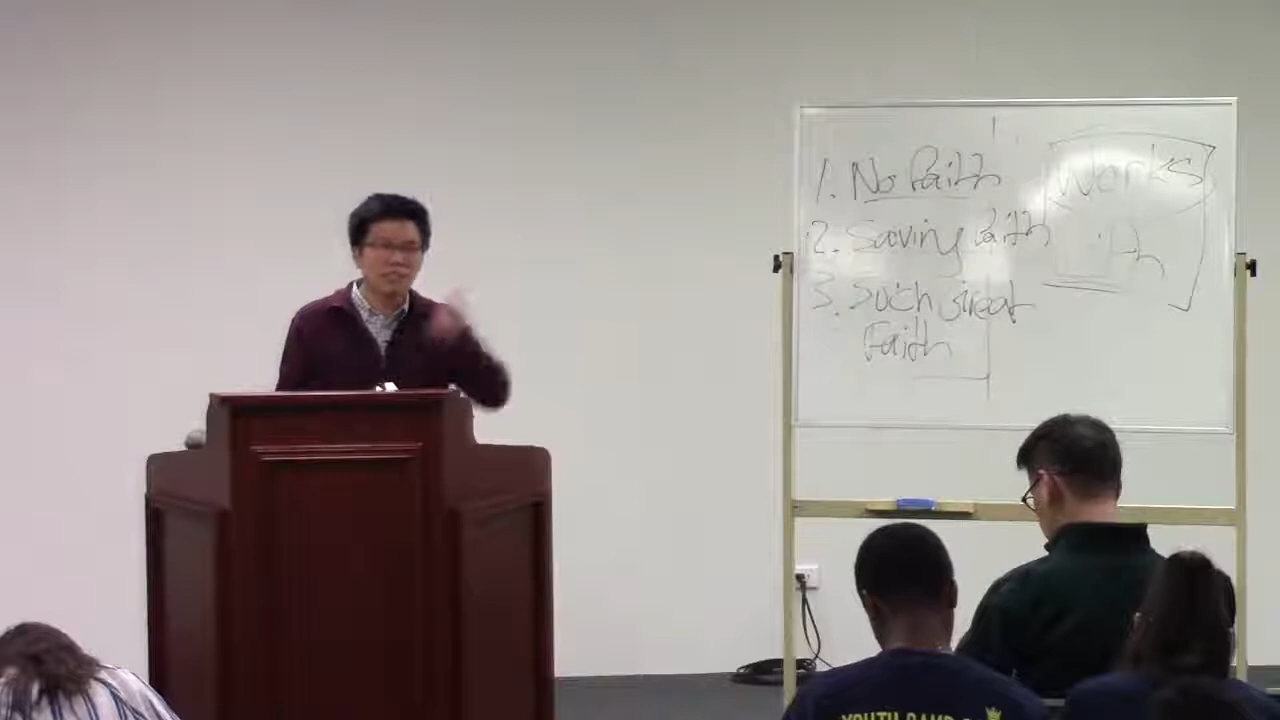 1. No faith
2. Saving faith
3. Such great
Faith
Works
YOUTH CAMP